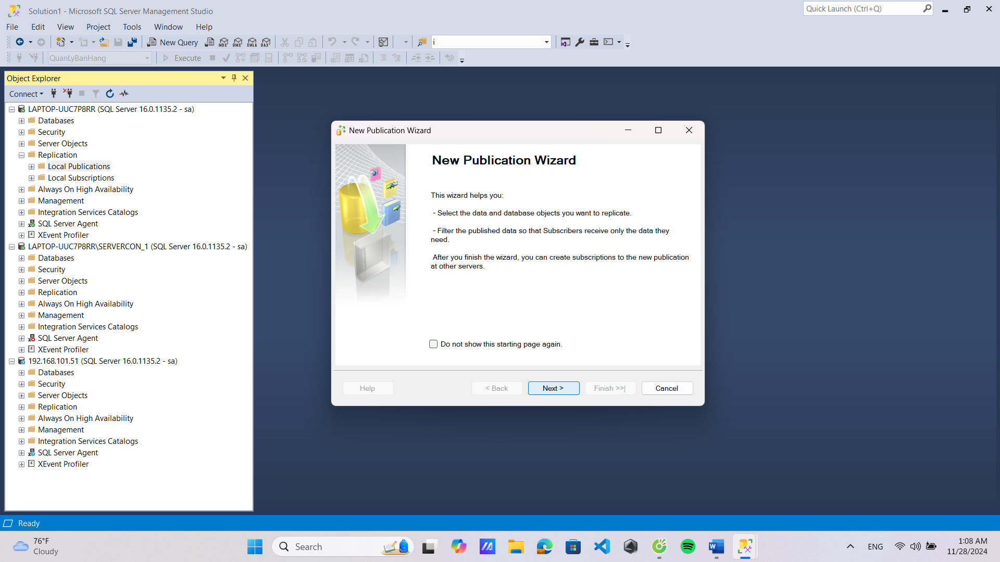 Solution1 - Microsoft SQL Server Management Studio
Quick Launch (Ctrl+Q)
File Edit View Project Tools Window Help
New Query MDX DMX XMLA DAX i
QuanLyBanHang Execute
Object Explorer
Connect
LAPTOP-UUC7P8RR (SQL Server 16.0.1135.2 - sa)
Databases
Security
Server Objects
Replication
Local Publications
Local Subscriptions
Always On High Availability
Management
Integration Services Catalogs
SQL Server Agent
XEvent Profiler
LAPTOP-UUC7P8RR\SERVERCON_1 (SQL Server 16.0.1135.2 - sa)
Databases
Security
Server Objects
Replication
Always On High Availability
Management
Integration Services Catalogs
SQL Server Agent
XEvent Profiler
192.168.101.51 (SQL Server 16.0.1135.2 - sa)
Databases
Security
Server Objects
Replication
Always On High Availability
Management
Integration Services Catalogs
SQL Server Agent
XEvent Profiler
New Publication Wizard
New Publication Wizard
This wizard helps you:
- Select the data and database objects you want to replicate.
- Filter the published data so that Subscribers receive only the data they
need.
After you finish the wizard, you can create subscriptions to the new publication
at other servers.
Do not show this starting page again.
Help < Back Next > Finish >>| Cancel
Ready
76°F
Cloudy
Search
ENG
1:08 AM
11/28/2024